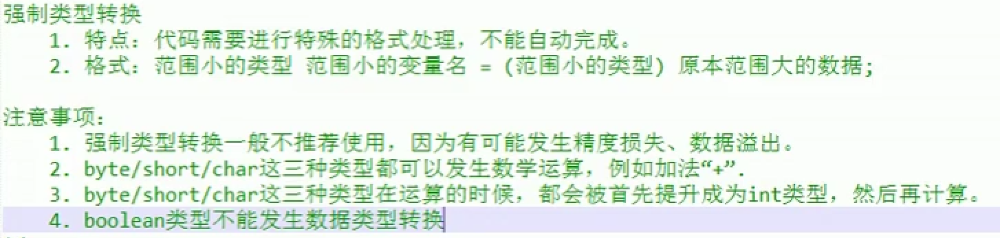 强制类型转换
1. 特点：代码需要进行特殊的格式处理，不能自动完成。
2. 格式：范围小的类型 范围小的变量名 = (范围小的类型) 原本范围大的数据;
注意事项：
1. 强制类型转换一般不推荐使用，因为有可能发生精度损失、数据溢出。
2. byte/short/char这三种类型都可以发生数学运算，例如加法“+”.
3. byte/short/char这三种类型在运算的时候，都会被首先提升成为int类型，然后再计算。
4. boolean类型不能发生数据类型转换